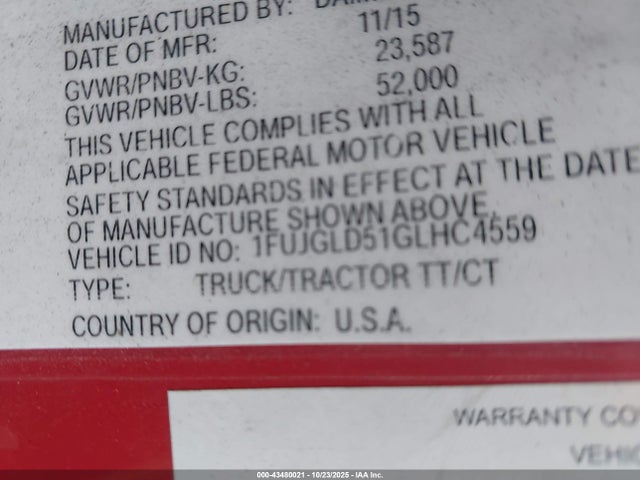 MANUFACTURED BY:
DATE OF MFR: 11/15
GVWR/PNBV-KG: 23,587
GVWR/PNBV-LBS: 52,000
THIS VEHICLE COMPLIES WITH ALL
APPLICABLE FEDERAL MOTOR VEHICLE
SAFETY STANDARDS IN EFFECT AT THE DATE
OF MANUFACTURE SHOWN ABOVE.
VEHICLE ID NO: 1FUJGLD51GLHC4559
TYPE: TRUCK/TRACTOR TT/CT
COUNTRY OF ORIGIN: U.S.A.
WARRANTY CO
VEHIC
000-43480021 - 10/23/2025 - IAA Inc.